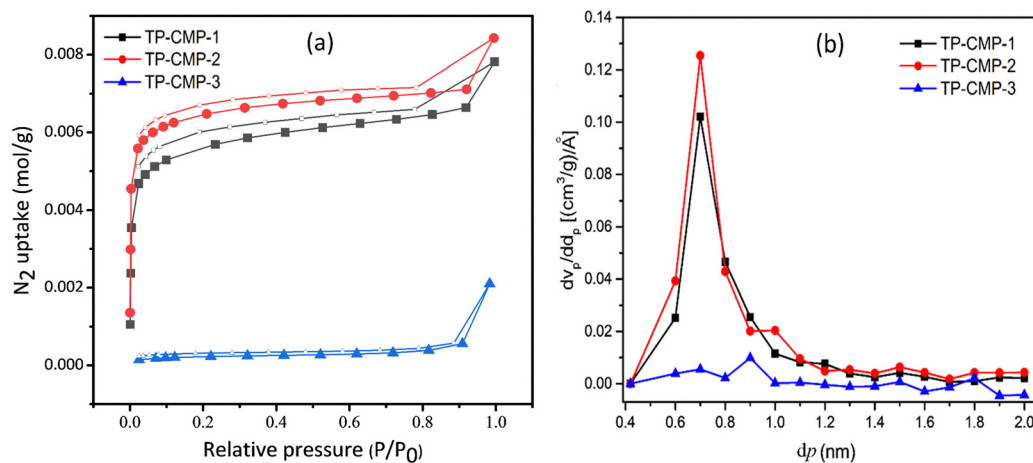 (a)
TP-CMP-1
TP-CMP-2
TP-CMP-3
N2 uptake (mol/g)
0.008
0.006
0.004
0.002
0.000
0.0 0.2 0.4 0.6 0.8 1.0
Relative pressure (P/P0)
(b)
TP-CMP-1
TP-CMP-2
TP-CMP-3
dvp/ddp [(cm3/g)/Å]
0.14
0.12
0.10
0.08
0.06
0.04
0.02
0.00
0.4 0.6 0.8 1.0 1.2 1.4 1.6 1.8 2.0
dp (nm)